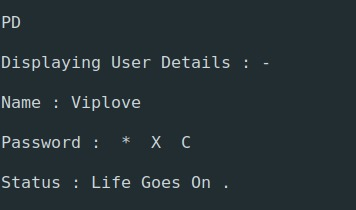 PD
Displaying User Details : -
Name : Viplove
Password :  *  X  C
Status : Life Goes On .